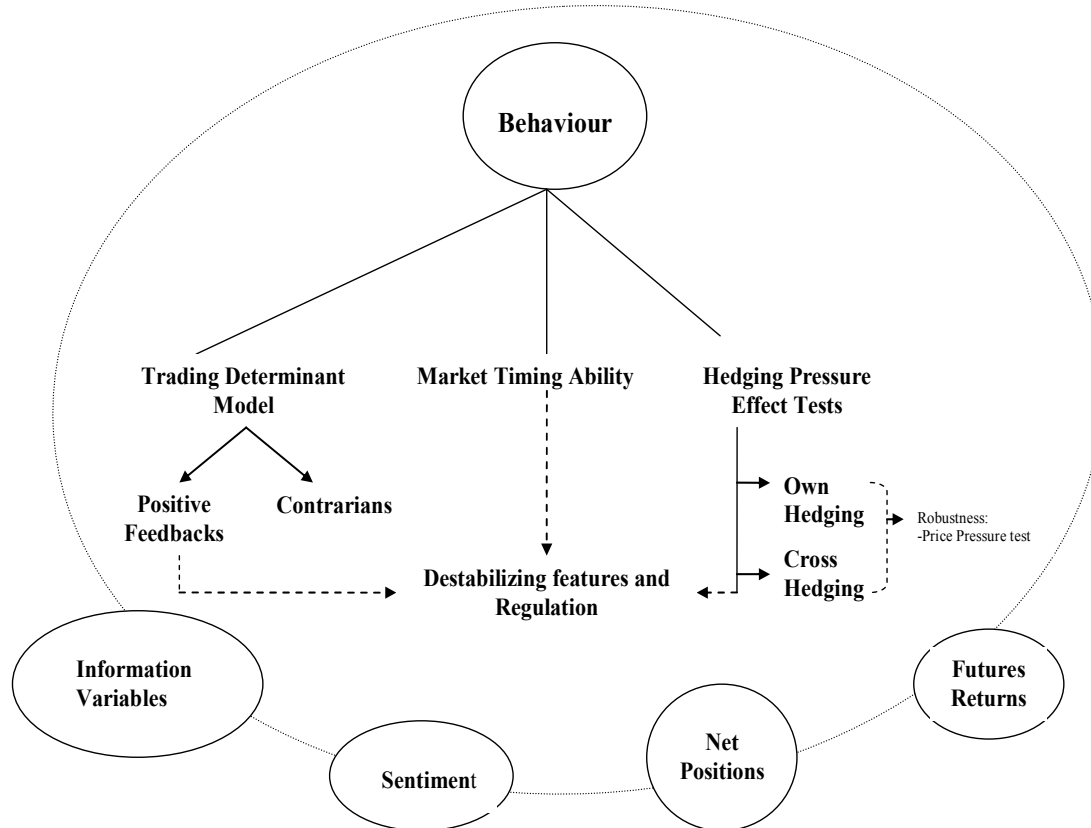 Behaviour
Trading Determinant
Model
Market Timing Ability
Hedging Pressure
Effect Tests
Positive
Feedbacks
Contrarians
Own
Hedging
Cross
Hedging
Robustness:
-Price Pressure test
Destabilizing features and
Regulation
Information
Variables
Sentiment
Net
Positions
Futures
Returns